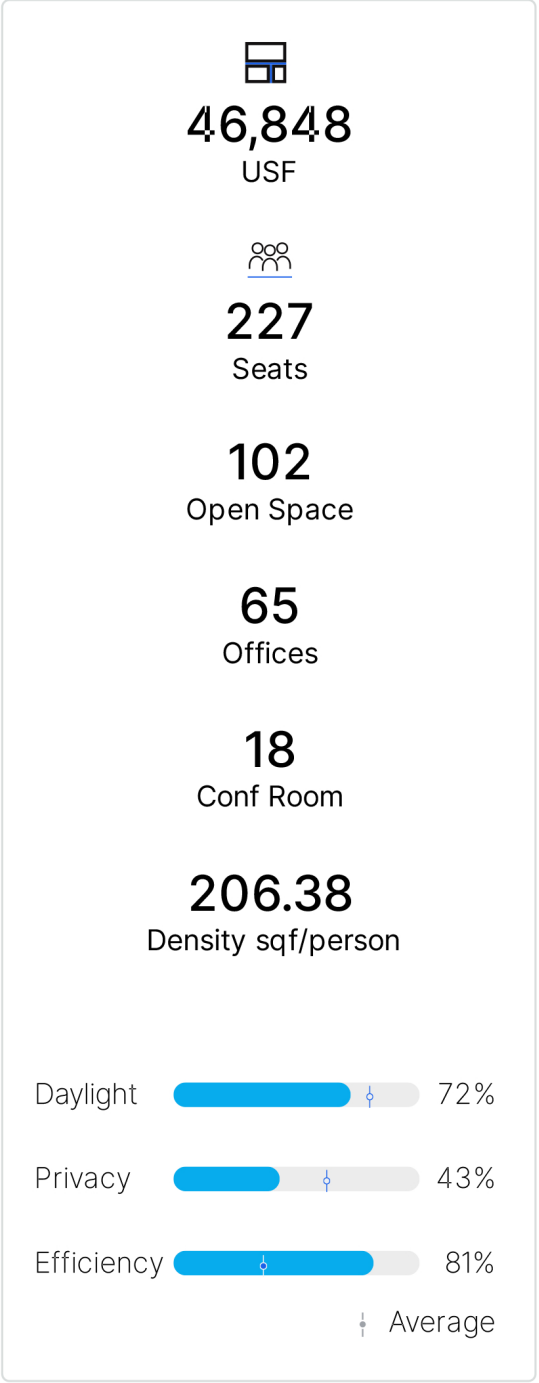 46,848
USF
227
Seats
102
Open Space
65
Offices
18
Conf Room
206.38
Density sqf/person
Daylight 72%
Privacy 43%
Efficiency 81%
Average